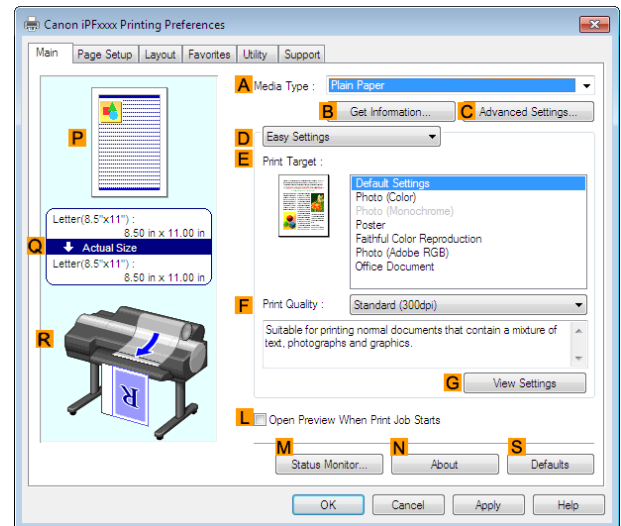 Canon iPFxxxx Printing Preferences
Main Page Setup Layout Favorites Utility Support
A Media Type : Plain Paper
B Get Information... C Advanced Settings...
D Easy Settings
E Print Target :
Default Settings
Photo (Color)
Photo (Monochrome)
Poster
Faithful Color Reproduction
Photo (Adobe RGB)
Office Document
P
Letter(8.5"x11") :
8.50 in x 11.00 in
Q Actual Size
Letter(8.5"x11") :
8.50 in x 11.00 in
F Print Quality : Standard (300dpi)
Suitable for printing normal documents that contain a mixture of
text, photographs and graphics.
R
R
G View Settings
L Open Preview When Print Job Starts
M Status Monitor... N About S Defaults
OK Cancel Apply Help